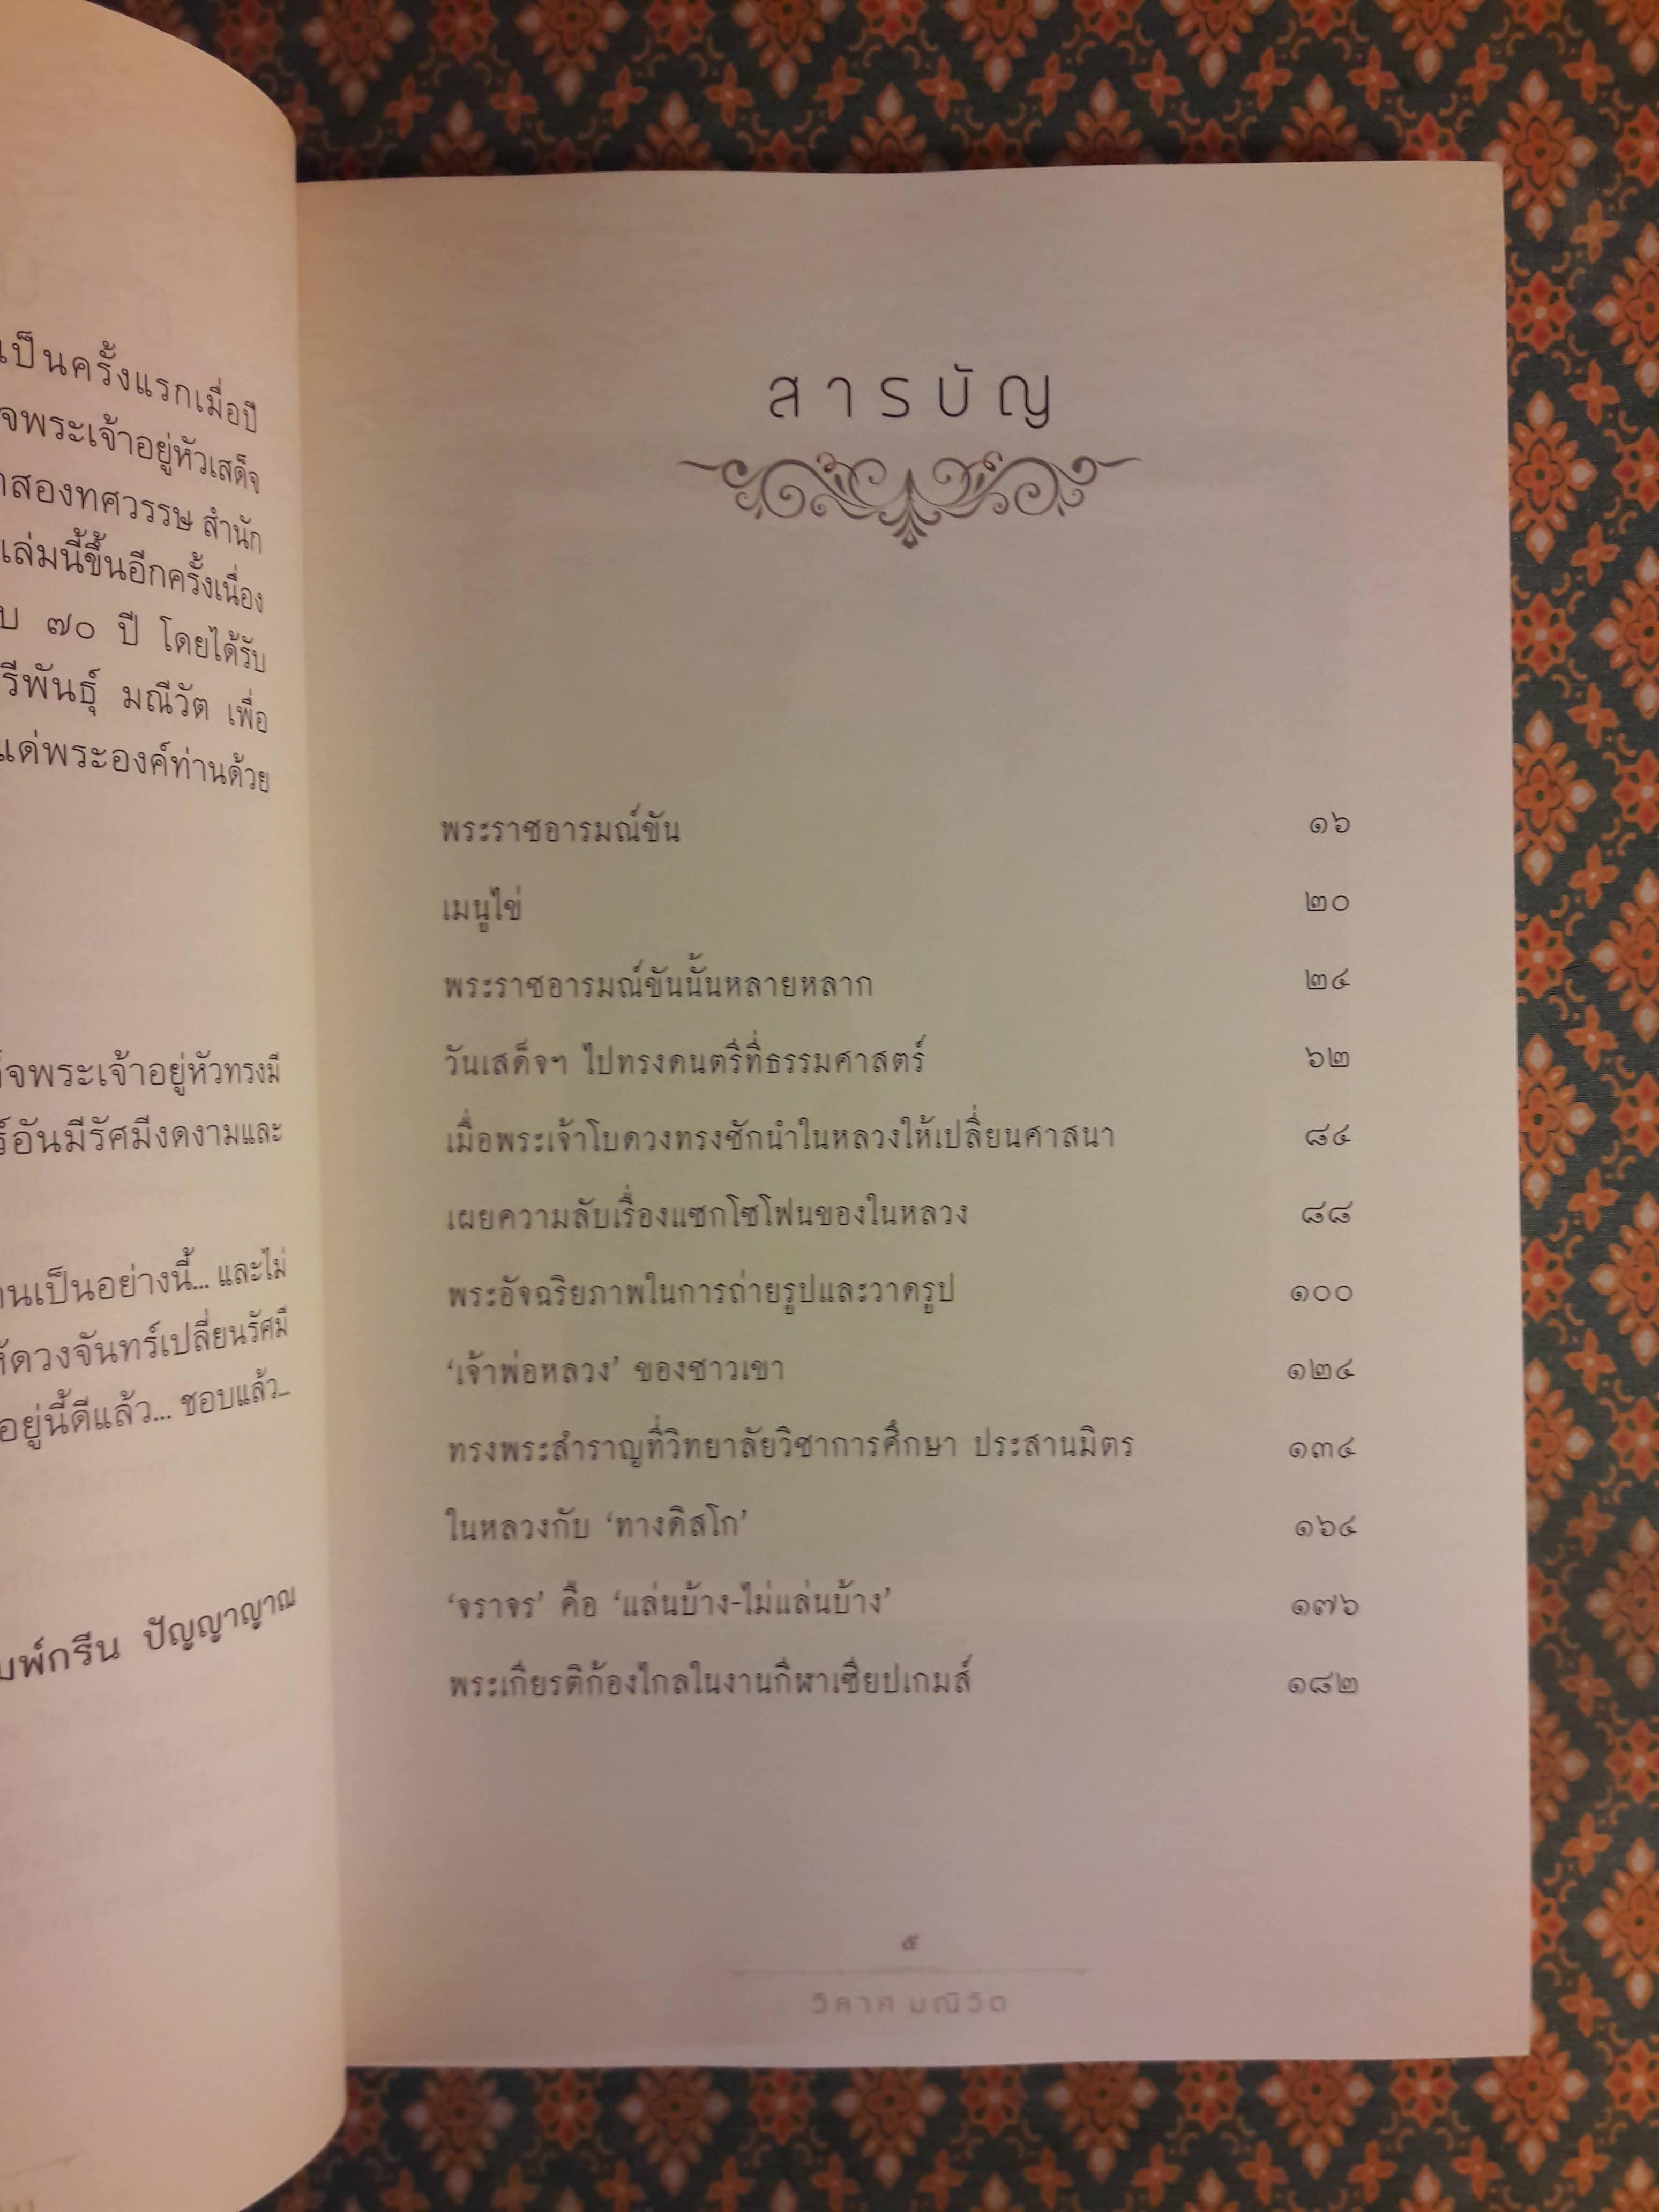 เป็นครั้งแรกเมื่อปี
จพระเจ้าอยู่หัวเสด็จ
าสองทศวรรษ สำนัก
เล่มนี้ขึ้นอีกครั้งเนื่อง
บ ๗๐ ปี โดยได้รับ
รีพันธุ์ มณีวัต เพื่อ
แด่พระองค์ท่านด้วย
จพระเจ้าอยู่หัวทรงมี
ร์อันมีรัศมีงดงามและ
านเป็นอย่างนี้... และไม่
ห้ดวงจันทร์เปลี่ยนรัศมี
อยู่นี้ดีแล้ว... ชอบแล้ว...
มพ์กรีน ปัญญาญาณ
สารบัญ
พระราชอารมณ์ขัน ๑๖
เมนูไข่ ๒๐
พระราชอารมณ์ขันนั้นหลายหลาก ๒๔
วันเสด็จฯ ไปทรงดนตรีที่ธรรมศาสตร์ ๖๒
เมื่อพระเจ้าโบดวงทรงชักนำในหลวงให้เปลี่ยนศาสนา ๘๔
เผยความลับเรื่องแซกโซโฟนของในหลวง ๘๘
พระอัจฉริยภาพในการถ่ายรูปและวาดรูป ๑๐๐
‘เจ้าพ่อหลวง’ ของชาวเขา ๑๒๔
ทรงพระสำราญที่วิทยาลัยวิชาการศึกษา ประสานมิตร ๑๓๔
ในหลวงกับ ‘ทางดิสโก’ ๑๖๔
‘จราจร’ คือ ‘แล่นบ้าง-ไม่แล่นบ้าง’ ๑๗๖
พระเกียรติก้องไกลในงานกีฬาเซียปเกมส์ ๑๘๒
๕
วิลาศ มณีวัต